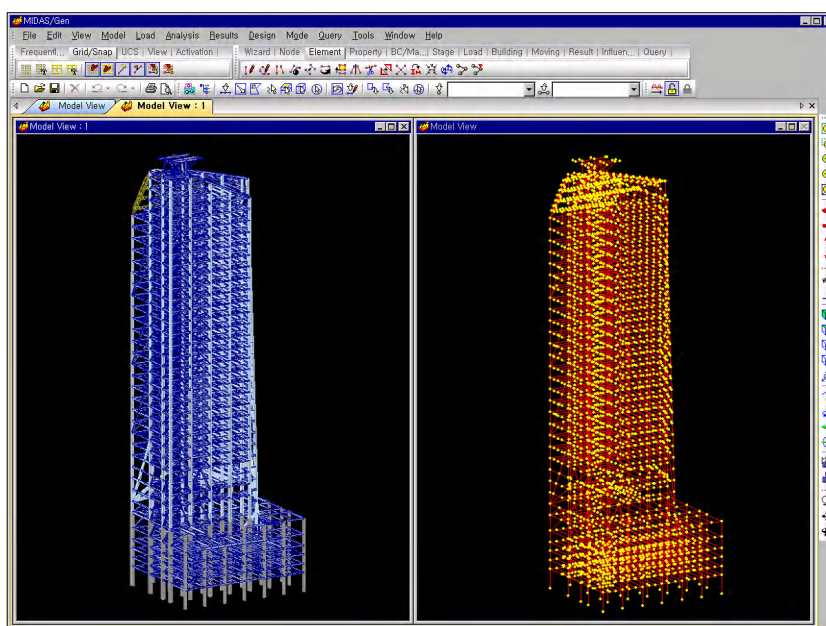 MIDAS/Gen
File Edit View Model Load Analysis Results Design Mode Query Tools Window Help
Frequentl... Grid/Snap UCS View Activation Wizard Node Element Property BC/Ma... Stage Load Building Moving Result Influen... Query
Model View Model View : 1
Model View : 1 Model View